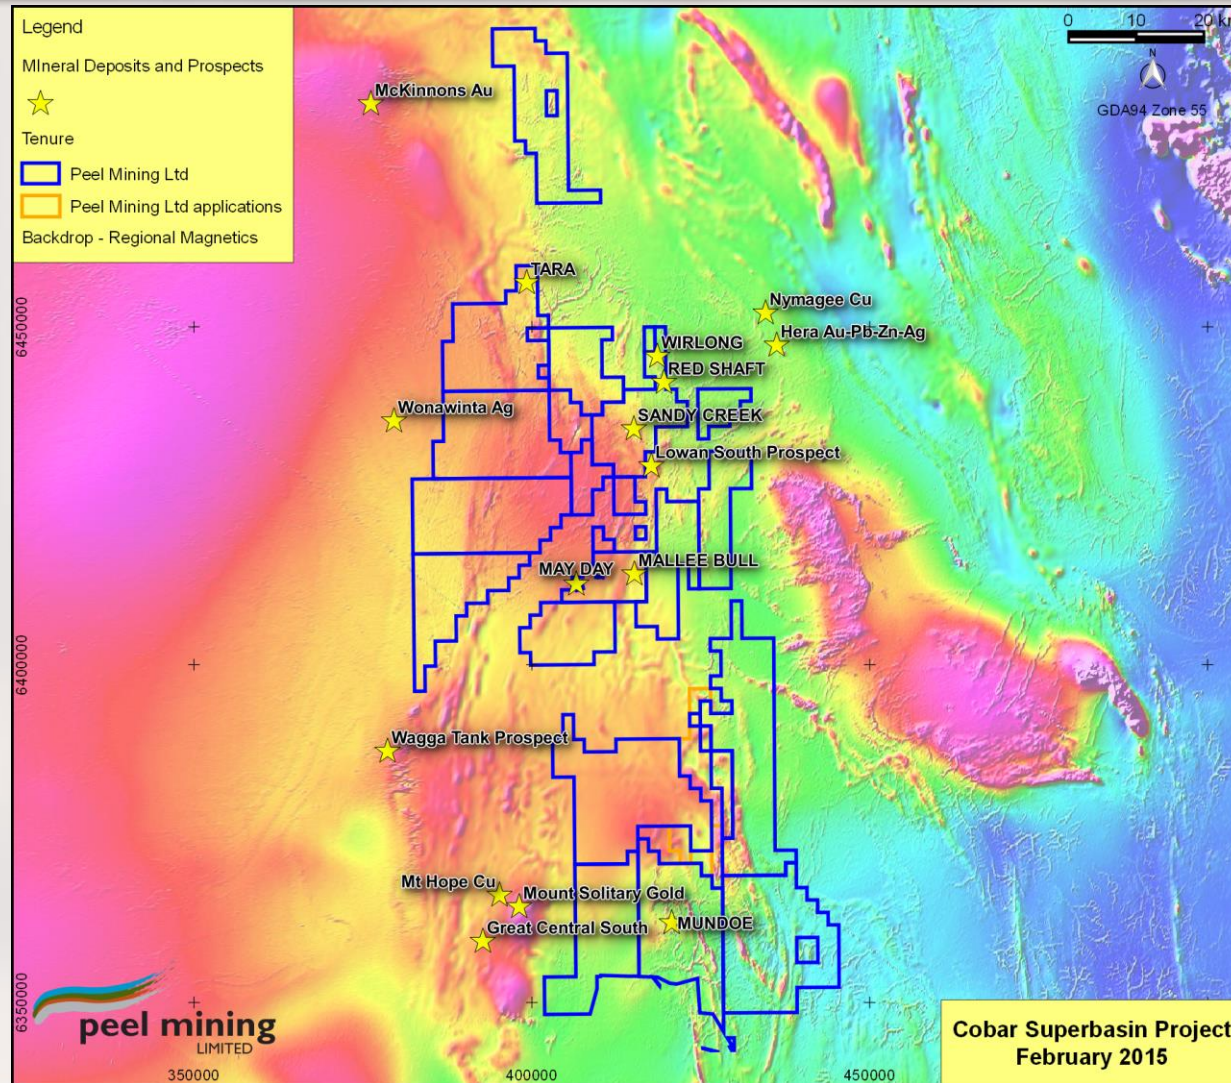 Legend
MIneral Deposits and Prospects
Tenure
Peel Mining Ltd
Peel Mining Ltd applications
Backdrop - Regional Magnetics
0 10 20 km
N
GDA94 Zone 55
McKinnons Au
TARA
Nymagee Cu
Hera Au-Pb-Zn-Ag
WIRLONG
RED SHAFT
Wonawinta Ag
SANDY CREEK
Lowan South Prospect
MALLEE BULL
MAY DAY
Wagga Tank Prospect
Mt Hope Cu
Mount Solitary Gold
Great Central South
MUNDOE
6450000
6400000
6350000
350000
400000
450000
peel mining
LIMITED
Cobar Superbasin Project
February 2015